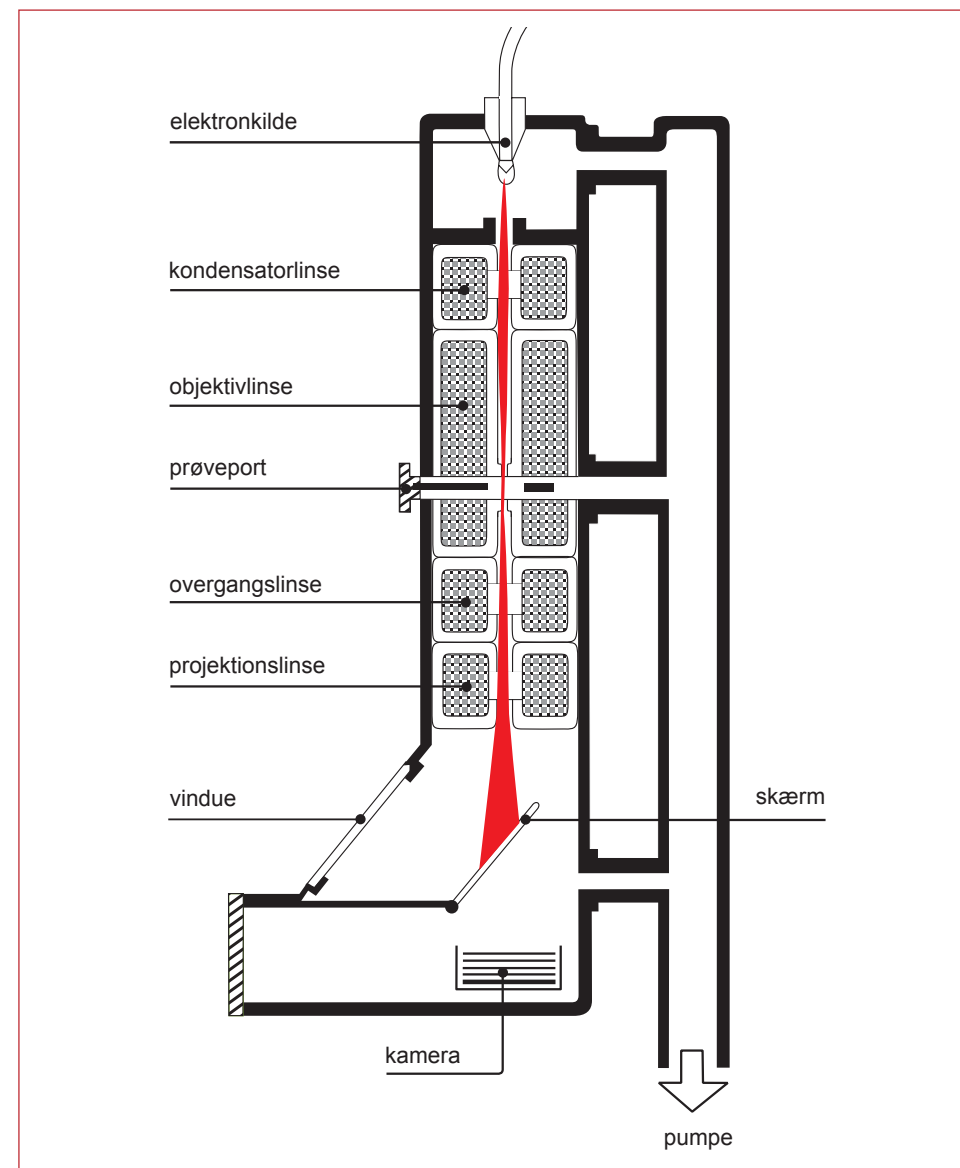 elektronkilde
kondensatorlinse
objektivlinse
prøveport
overgangslinse
projektionslinse
vindue
skærm
kamera
pumpe